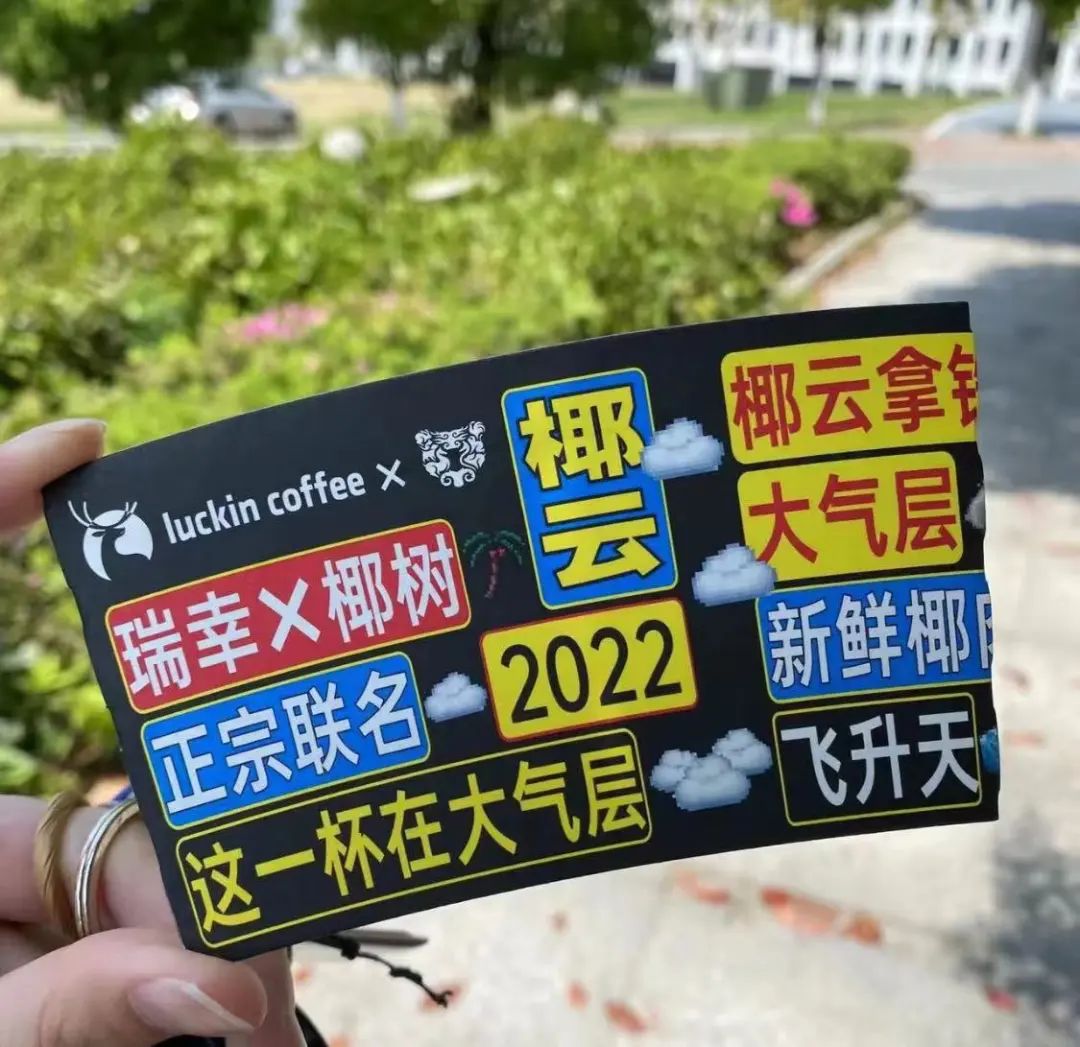 luckin coffee ×
瑞幸×椰树
正宗联名
这一杯在大气层
椰云
2022
椰云拿
大气层
新鲜椰
飞升天